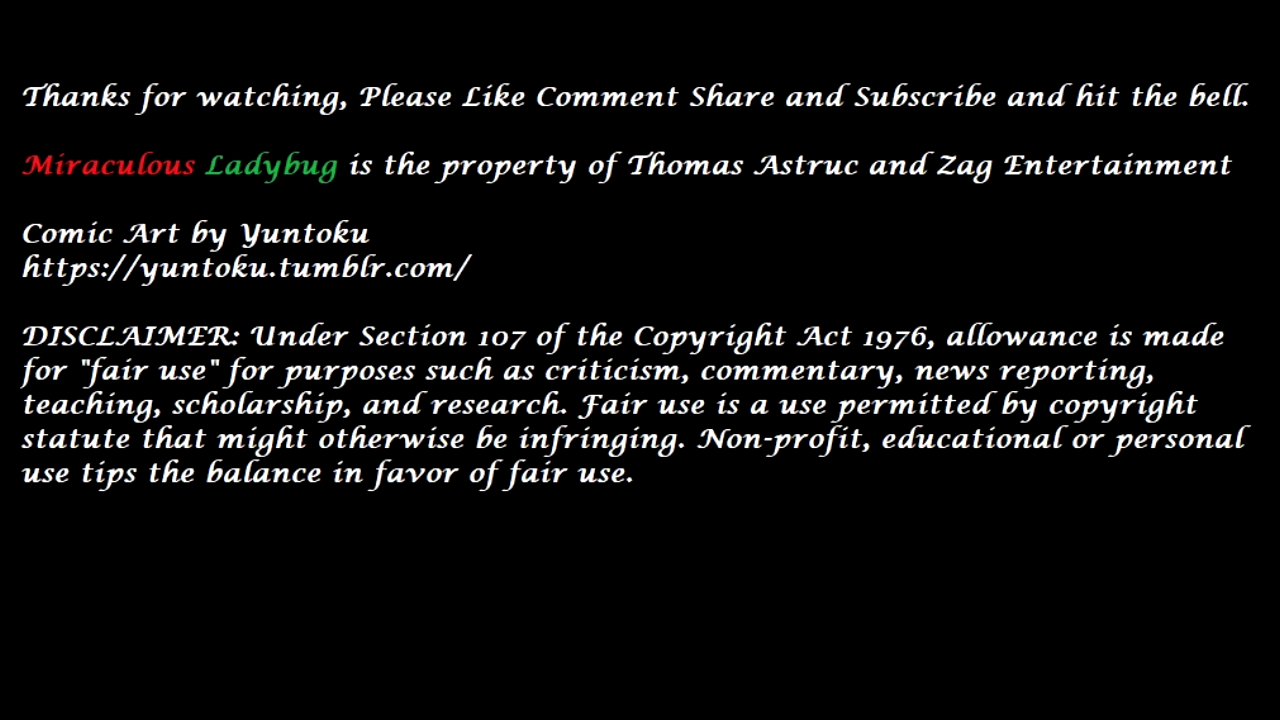 Thanks for watching, Please Like Comment Share and Subscribe and hit the bell.
Miraculous Ladybug is the property of Thomas Astruc and Zag Entertainment
Comic Art by Yuntoku
https://yuntoku.tumblr.com/
DISCLAIMER: Under Section 107 of the Copyright Act 1976, allowance is made
for "fair use" for purposes such as criticism, commentary, news reporting,
teaching, scholarship, and research. Fair use is a use permitted by copyright
statute that might otherwise be infringing. Non-profit, educational or personal
use tips the balance in favor of fair use.